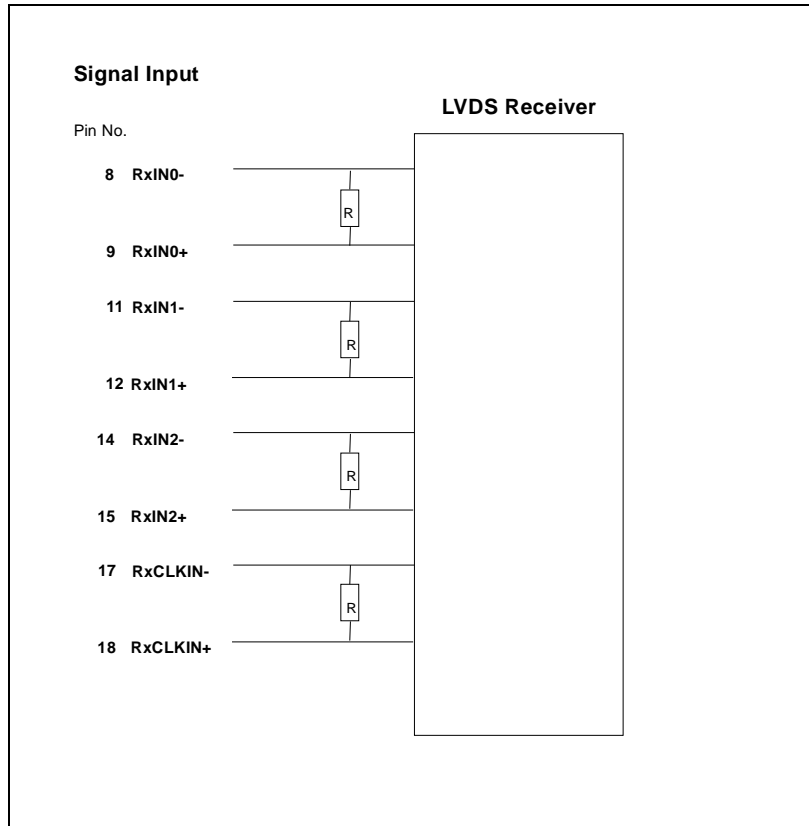 Signal Input
LVDS Receiver
Pin No.
8 RxIN0-
R
9 RxIN0+
11 RxIN1-
R
12 RxIN1+
14 RxIN2-
R
15 RxIN2+
17 RxCLKIN-
R
18 RxCLKIN+